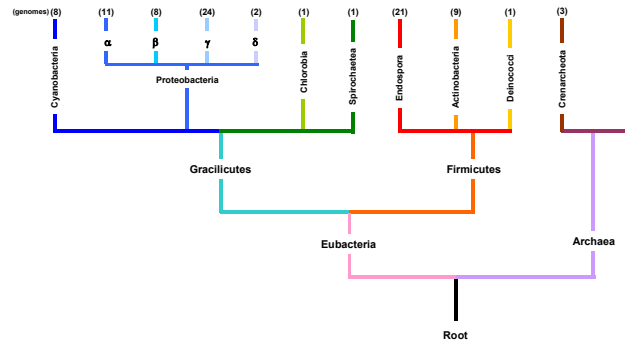 (genomes) (8) (11) (8) (24) (2) (1) (1) (21) (9) (1) (3)
α β γ δ
Cyanobacteria
Proteobacteria
Chlorobia
Spirochaetea
Endospora
Actinobacteria
Deinococci
Crenarcheota
Gracilicutes Firmicutes
Eubacteria Archaea
Root